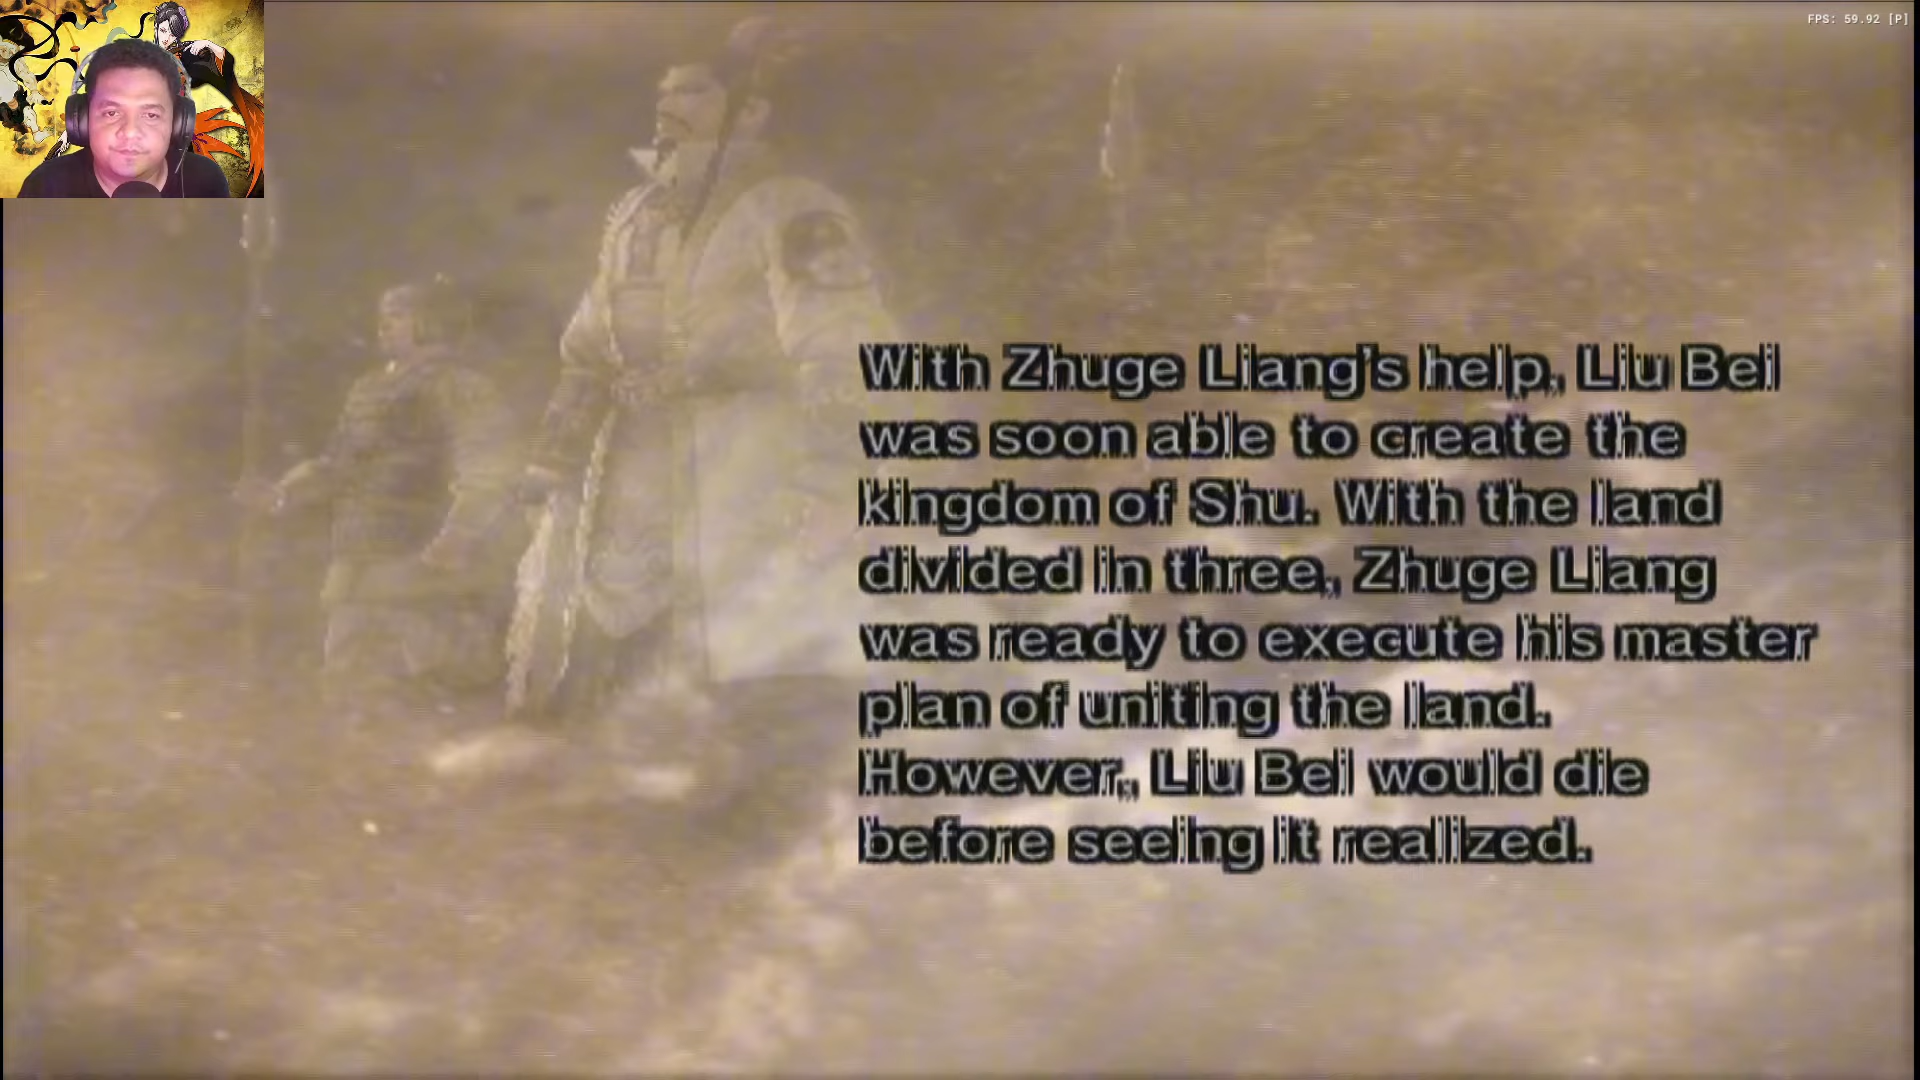 FPS: 59.92 [P]
With Zhuge Liang's help, Liu Bei
was soon able to create the
kingdom of Shu. With the land
divided in three, Zhuge Liang
was ready to execute his master
plan of uniting the land.
However, Liu Bei would die
before seeing it realized.